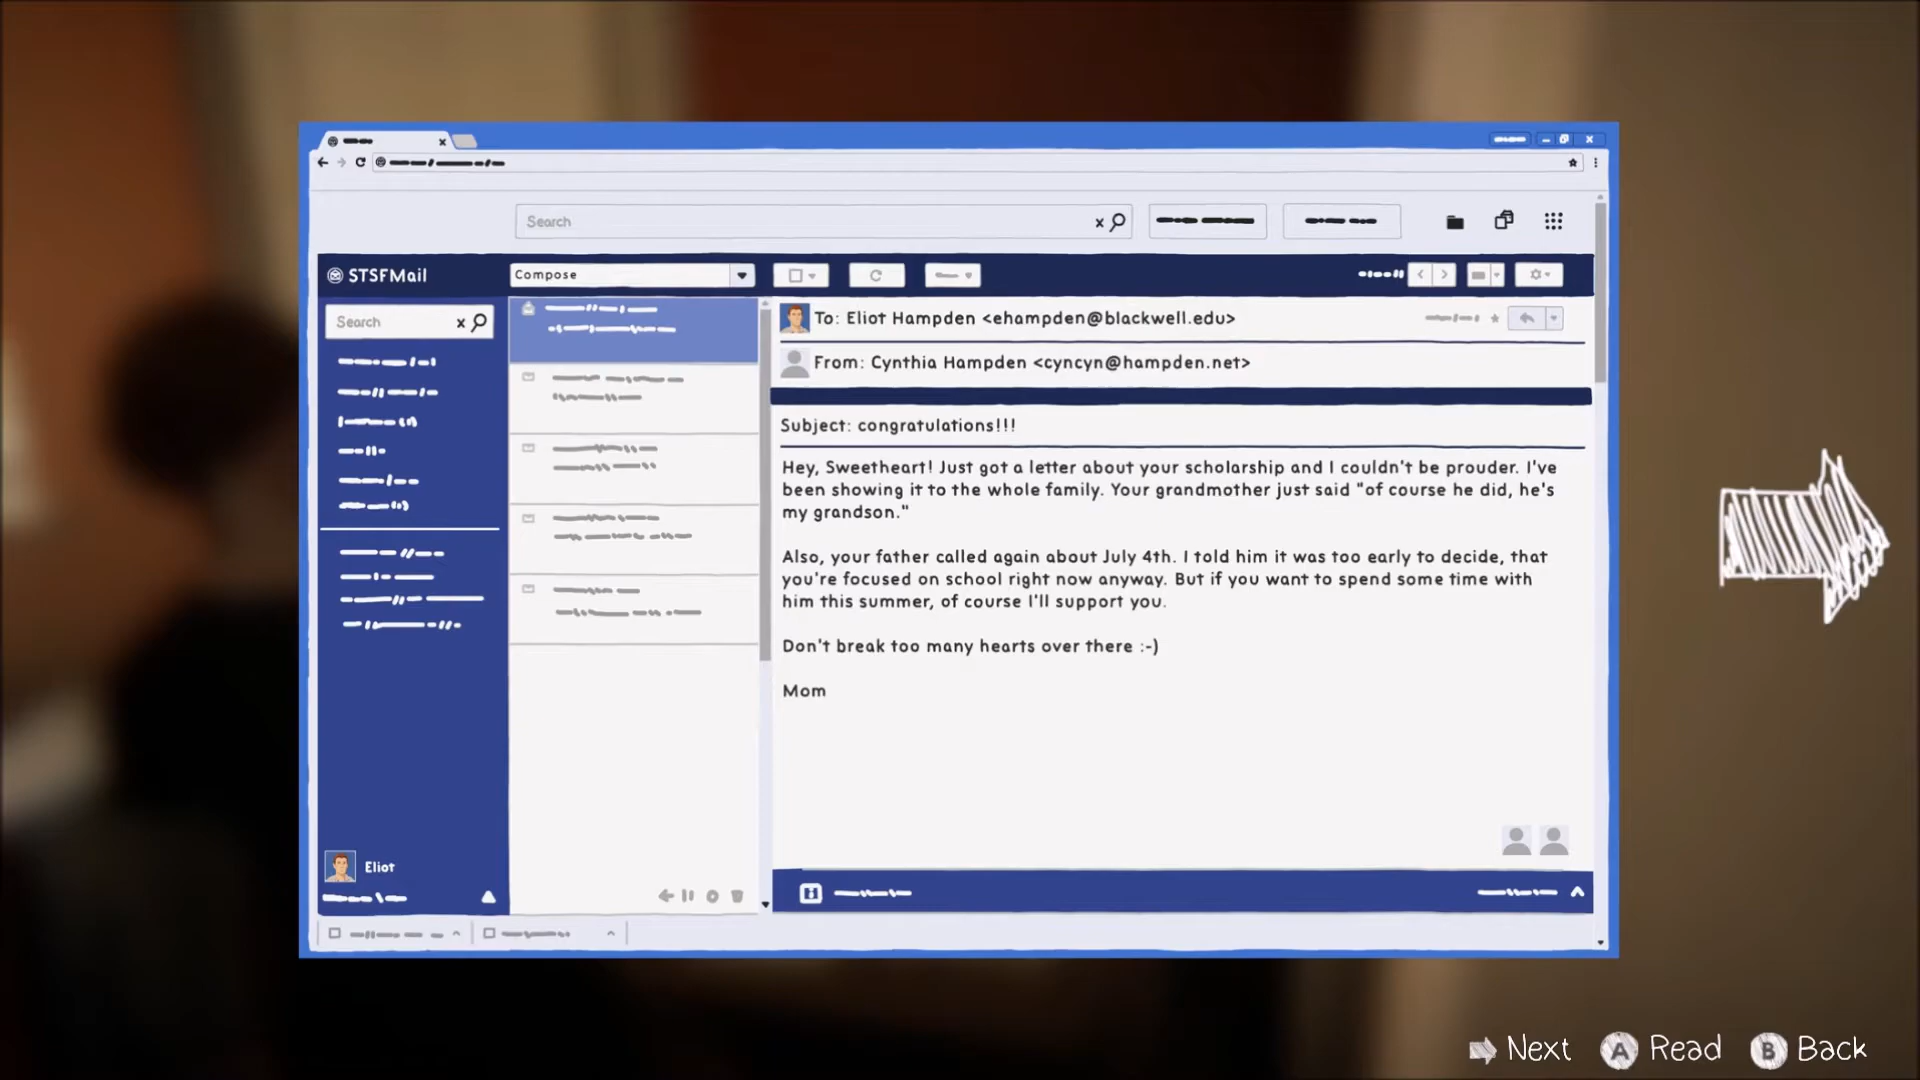 Search
STSFMail
Compose
Search
To: Eliot Hampden <ehampden@blackwell.edu>
From: Cynthia Hampden <cyncyn@hampden.net>
Subject: congratulations!!!
Hey, Sweetheart! Just got a letter about your scholarship and I couldn't be prouder. I've
been showing it to the whole family. Your grandmother just said "of course he did, he's
my grandson."
Also, your father called again about July 4th. I told him it was too early to decide, that
you're focused on school right now anyway. But if you want to spend some time with
him this summer, of course I'll support you.
Don't break too many hearts over there :-)
Mom
Eliot
Next
A Read
B Back